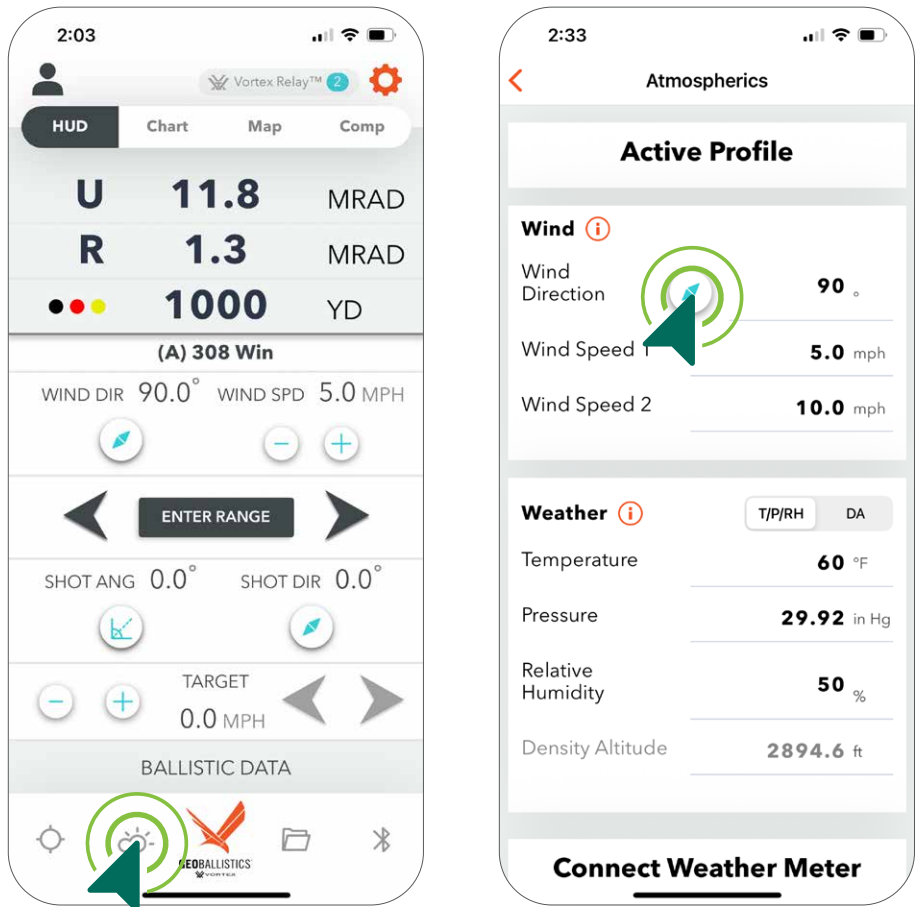 2:03
Vortex Relay™ 2
HUD Chart Map Comp
U 11.8 MRAD
R 1.3 MRAD
1000 YD
(A) 308 Win
WIND DIR 90.0° WIND SPD 5.0 MPH
ENTER RANGE
SHOT ANG 0.0° SHOT DIR 0.0°
TARGET
0.0 MPH
BALLISTIC DATA
GEOBALLISTICS
VORTEX
2:33
Atmospherics
Active Profile
Wind i
Wind
Direction 90 °
Wind Speed 1 5.0 mph
Wind Speed 2 10.0 mph
Weather i T/P/RH DA
Temperature 60 °F
Pressure 29.92 in Hg
Relative
Humidity 50 %
Density Altitude 2894.6 ft
Connect Weather Meter